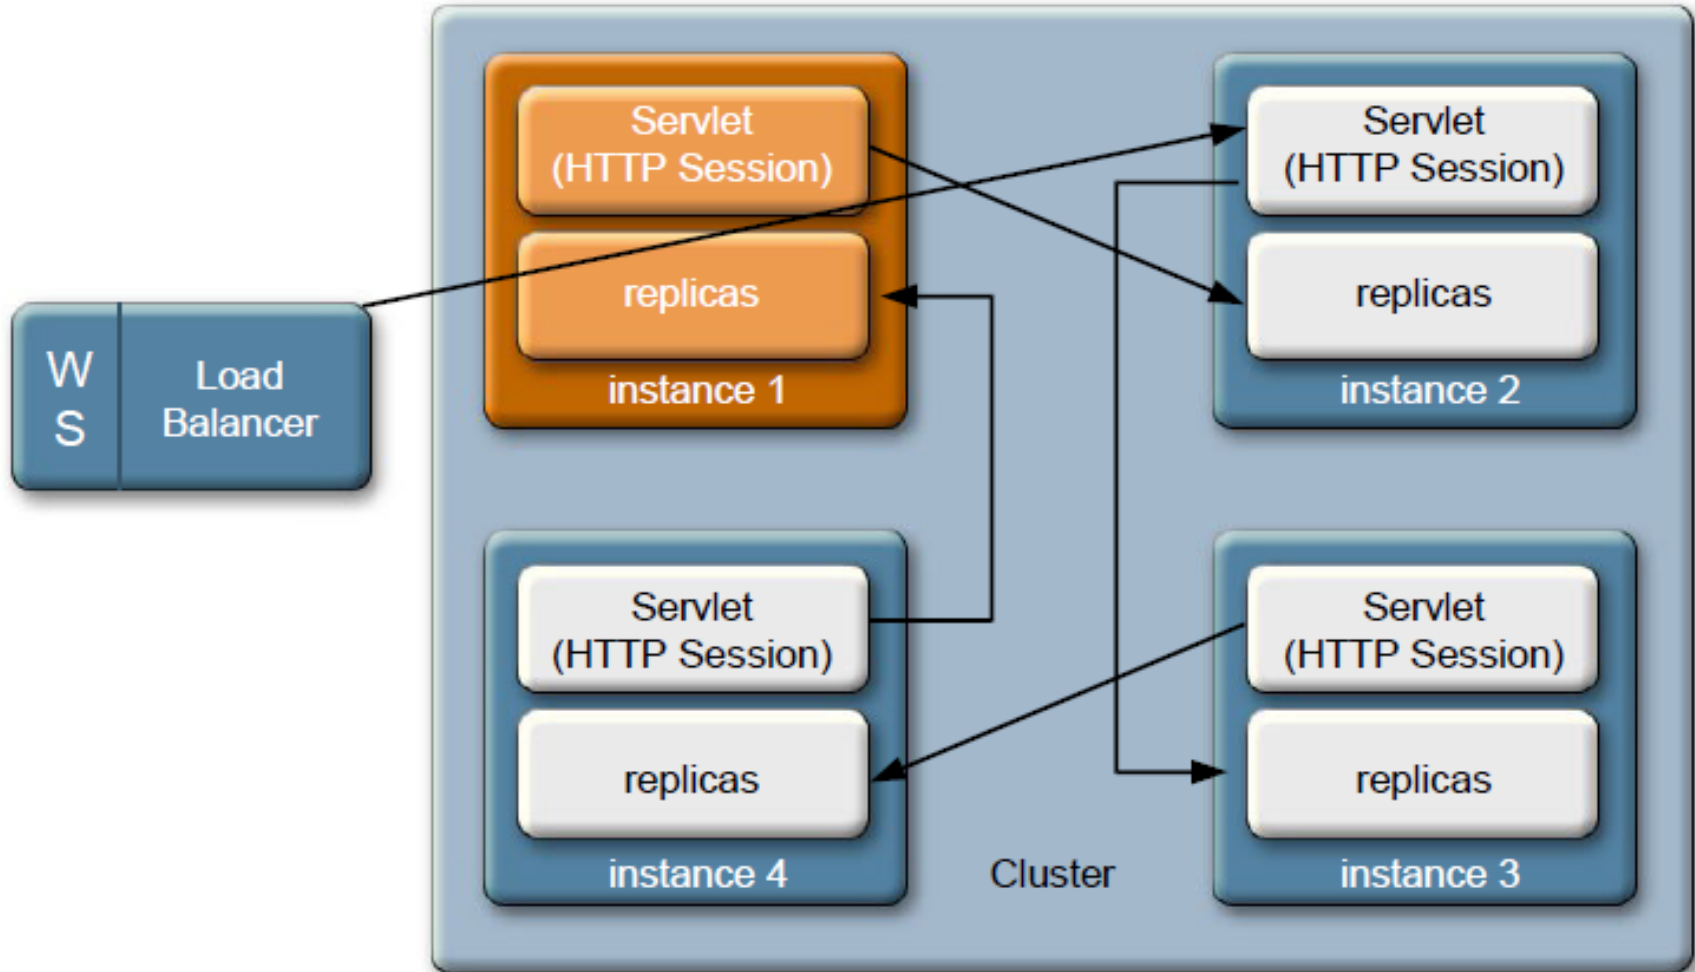 W
S
Load
Balancer
Servlet
(HTTP Session)
replicas
instance 1
Servlet
(HTTP Session)
replicas
instance 2
Servlet
(HTTP Session)
replicas
instance 4
Cluster
Servlet
(HTTP Session)
replicas
instance 3